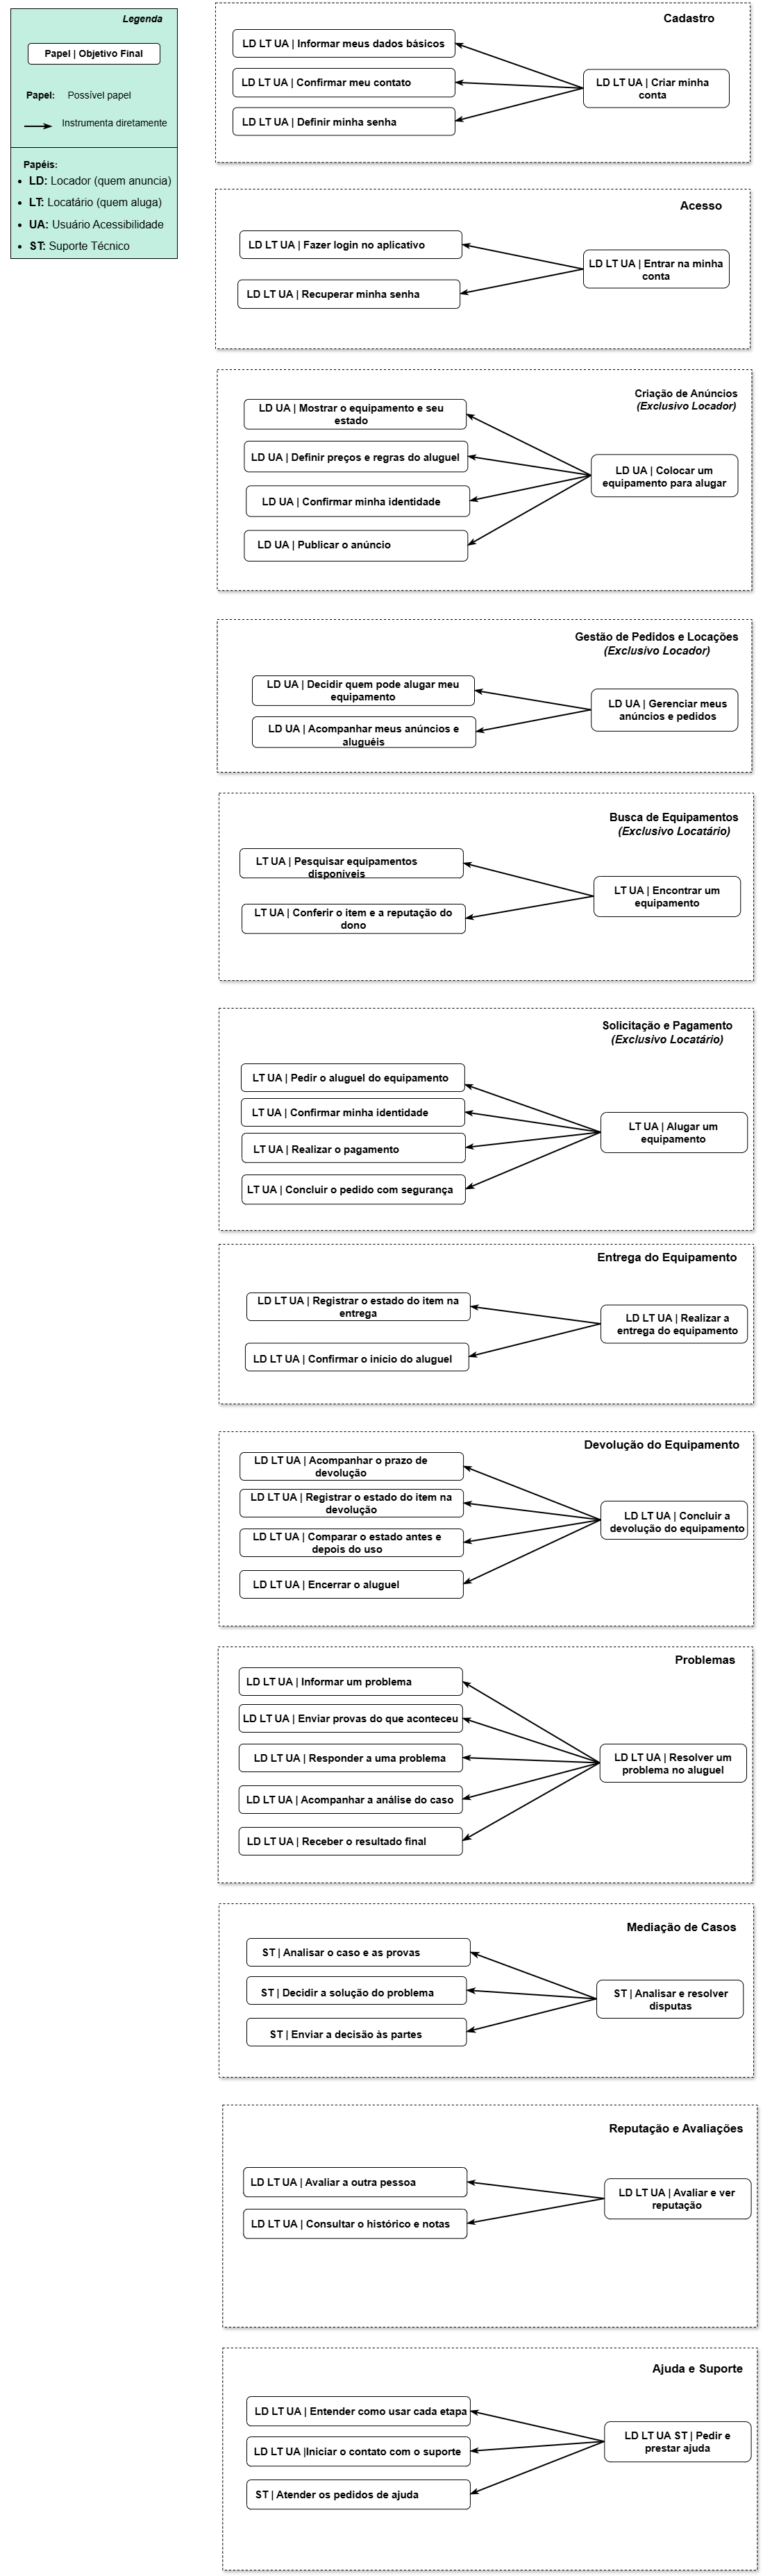 Legenda
Papel | Objetivo Final
Papel: Possível papel
Instrumenta diretamente
Papéis:
• LD: Locador (quem anuncia)
• LT: Locatário (quem aluga)
• UA: Usuário Acessibilidade
• ST: Suporte Técnico
Cadastro
LD LT UA | Informar meus dados básicos
LD LT UA | Confirmar meu contato
LD LT UA | Definir minha senha
LD LT UA | Criar minha
conta
Acesso
LD LT UA | Fazer login no aplicativo
LD LT UA | Recuperar minha senha
LD LT UA | Entrar na minha
conta
Criação de Anúncios
(Exclusivo Locador)
LD UA | Mostrar o equipamento e seu
estado
LD UA | Definir preços e regras do aluguel
LD UA | Confirmar minha identidade
LD UA | Publicar o anúncio
LD UA | Colocar um
equipamento para alugar
Gestão de Pedidos e Locações
(Exclusivo Locador)
LD UA | Decidir quem pode alugar meu
equipamento
LD UA | Acompanhar meus anúncios e
aluguéis
LD UA | Gerenciar meus
anúncios e pedidos
Busca de Equipamentos
(Exclusivo Locatário)
LT UA | Pesquisar equipamentos
disponíveis
LT UA | Conferir o item e a reputação do
dono
LT UA | Encontrar um
equipamento
Solicitação e Pagamento
(Exclusivo Locatário)
LT UA | Pedir o aluguel do equipamento
LT UA | Confirmar minha identidade
LT UA | Realizar o pagamento
LT UA | Concluir o pedido com segurança
LT UA | Alugar um
equipamento
Entrega do Equipamento
LD LT UA | Registrar o estado do item na
entrega
LD LT UA | Confirmar o início do aluguel
LD LT UA | Realizar a
entrega do equipamento
Devolução do Equipamento
LD LT UA | Acompanhar o prazo de
devolução
LD LT UA | Registrar o estado do item na
devolução
LD LT UA | Comparar o estado antes e
depois do uso
LD LT UA | Encerrar o aluguel
LD LT UA | Concluir a
devolução do equipamento
Problemas
LD LT UA | Informar um problema
LD LT UA | Enviar provas do que aconteceu
LD LT UA | Responder a uma problema
LD LT UA | Acompanhar a análise do caso
LD LT UA | Receber o resultado final
LD LT UA | Resolver um
problema no aluguel
Mediação de Casos
ST | Analisar o caso e as provas
ST | Decidir a solução do problema
ST | Enviar a decisão às partes
ST | Analisar e resolver
disputas
Reputação e Avaliações
LD LT UA | Avaliar a outra pessoa
LD LT UA | Consultar o histórico e notas
LD LT UA | Avaliar e ver
reputação
Ajuda e Suporte
LD LT UA | Entender como usar cada etapa
LD LT UA |Iniciar o contato com o suporte
ST | Atender os pedidos de ajuda
LD LT UA ST | Pedir e
prestar ajuda